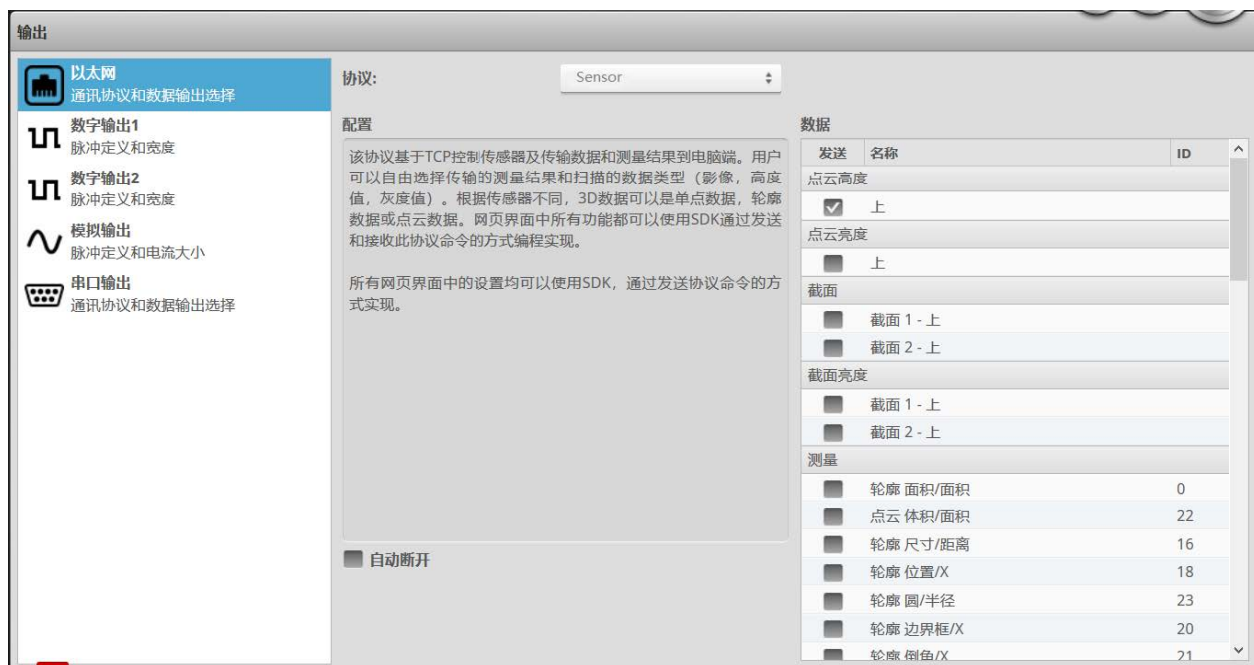 输出
以太网
通讯协议和数据输出选择
数字输出1
脉冲定义和宽度
数字输出2
脉冲定义和宽度
模拟输出
脉冲定义和电流大小
串口输出
通讯协议和数据输出选择
协议:
Sensor
配置
该协议基于TCP控制传感器及传输数据和测量结果到电脑端。用户
可以自由选择传输的测量结果和扫描的数据类型（影像，高度
值，灰度值）。根据传感器不同，3D数据可以是单点数据，轮廓
数据或点云数据。网页界面中所有功能都可以使用SDK通过发送
和接收此协议命令的方式编程实现。
所有网页界面中的设置均可以使用SDK，通过发送协议命令的方
式实现。
自动断开
数据
发送 名称 ID
点云高度
上
点云亮度
上
截面
截面 1 - 上
截面 2 - 上
截面亮度
截面 1 - 上
截面 2 - 上
测量
轮廓 面积/面积 0
点云 体积/面积 22
轮廓 尺寸/距离 16
轮廓 位置/X 18
轮廓 圆/半径 23
轮廓 边界框/X 20
轮廓 倒角/X 21